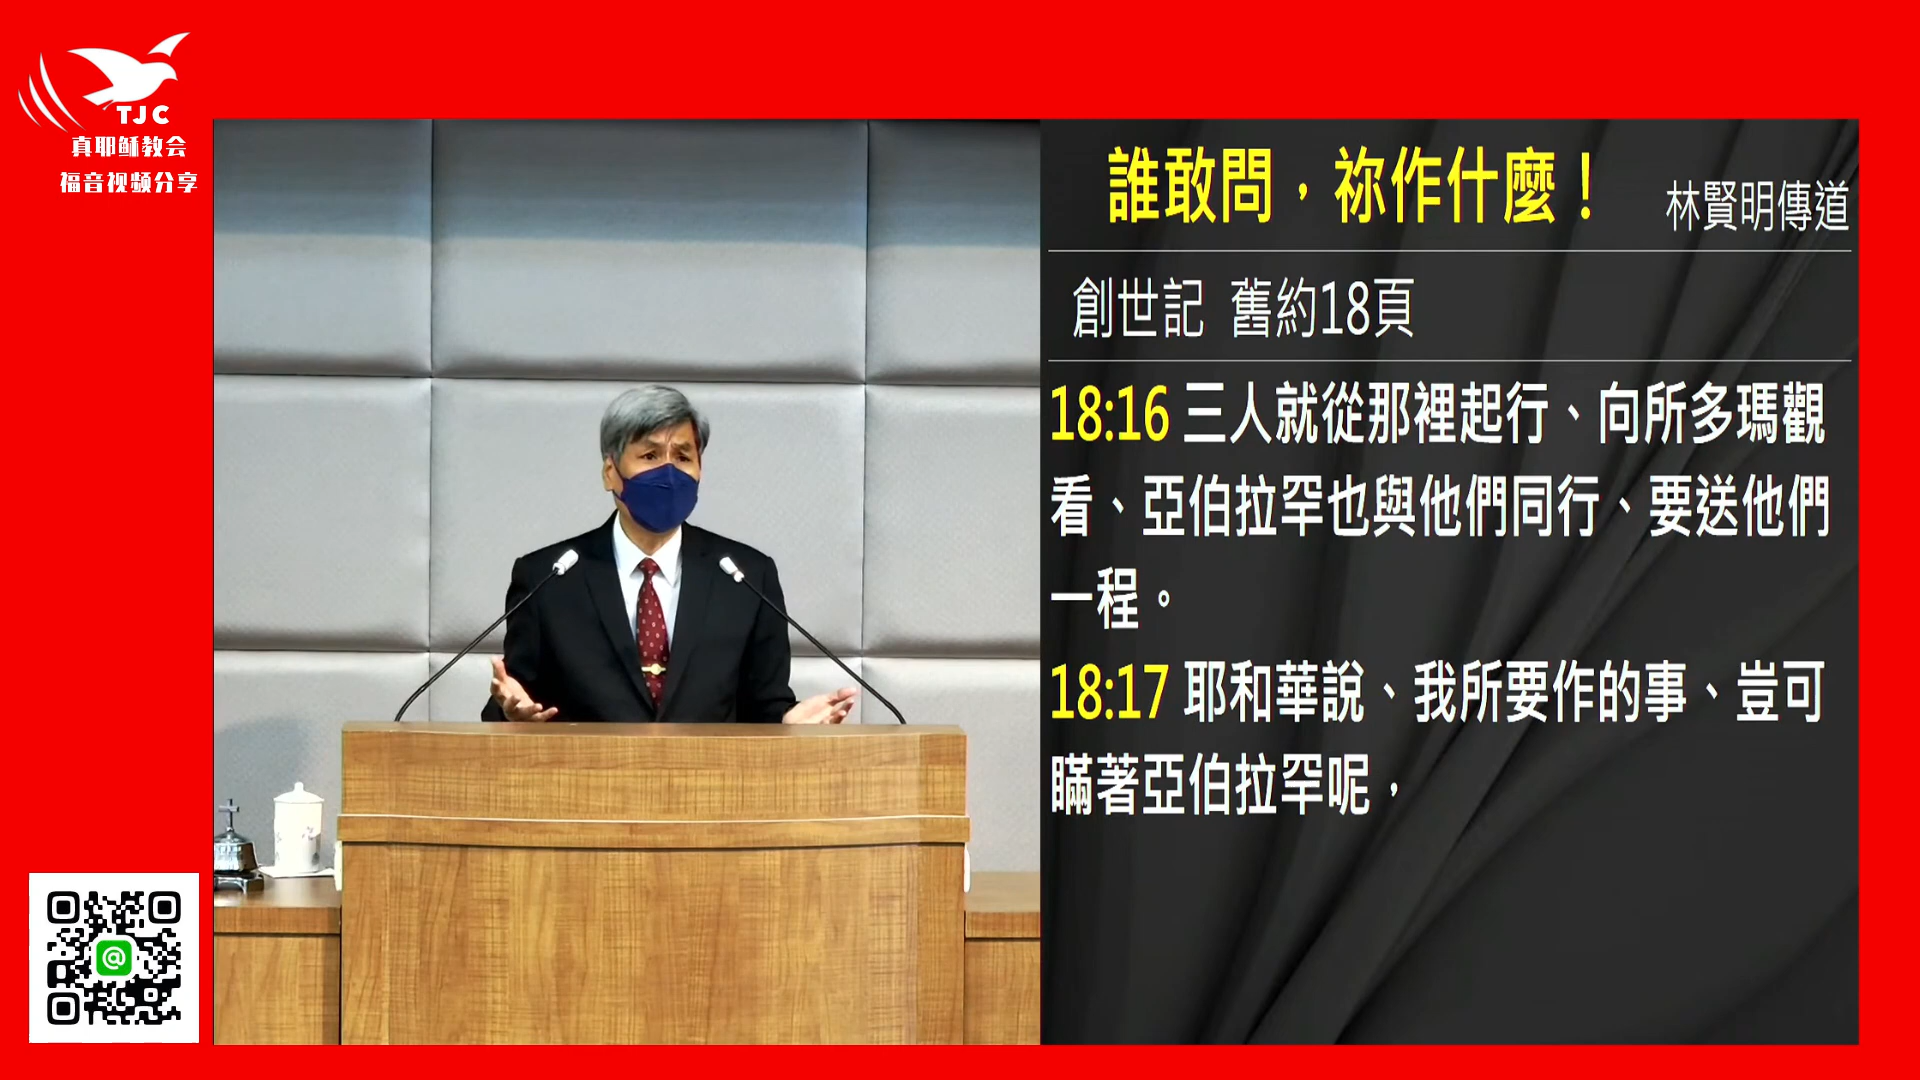 TJC
真耶稣教会
福音视频分享
誰敢問，祢作什麼！
林賢明傳道
創世記 舊約18頁
18:16 三人就從那裡起行、向所多瑪觀
看、亞伯拉罕也與他們同行、要送他們
一程。
18:17 耶和華說、我所要作的事、豈可
瞞著亞伯拉罕呢，